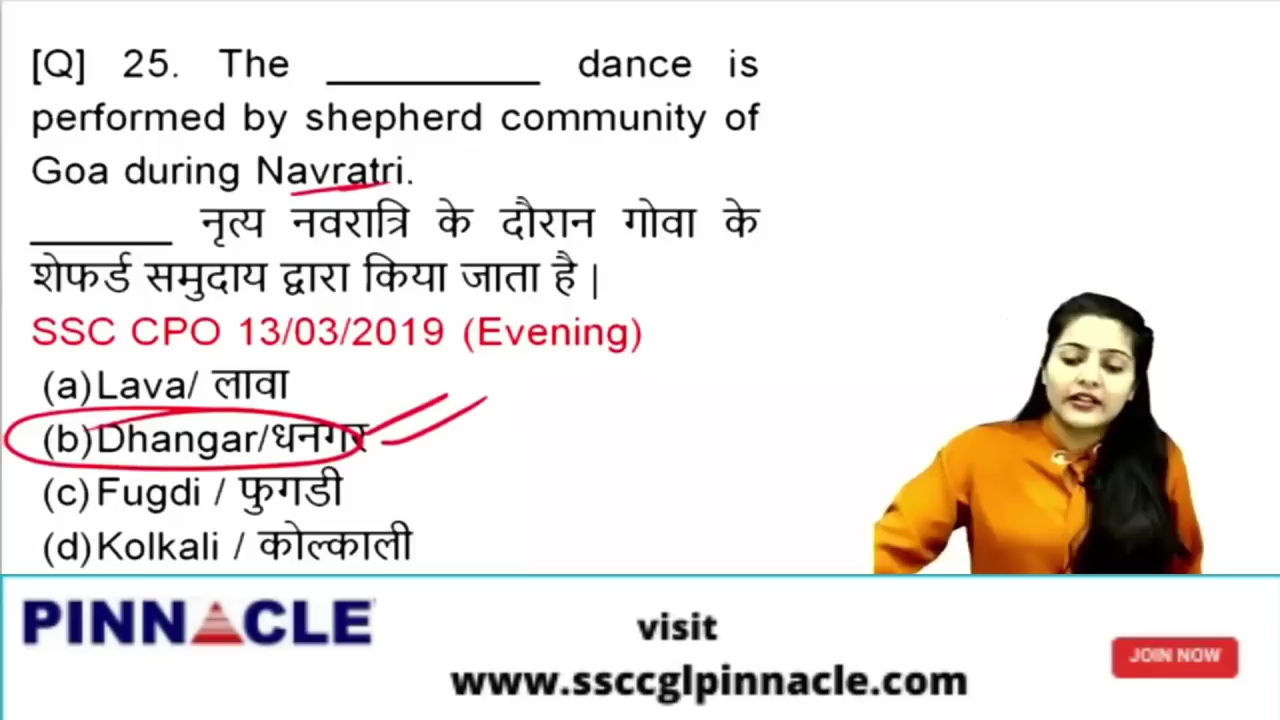 [Q] 25. The __________ dance is
performed by shepherd community of
Goa during Navratri.
_______ नृत्य नवरात्रि के दौरान गोवा के
शेफर्ड समुदाय द्वारा किया जाता है |
SSC CPO 13/03/2019 (Evening)
(a) Lava/ लावा
(b) Dhangar/धनगर
(c) Fugdi / फुगडी
(d) Kolkali / कोल्काली
PINNACLE
visit
www.ssccglpinnacle.com
JOIN NOW